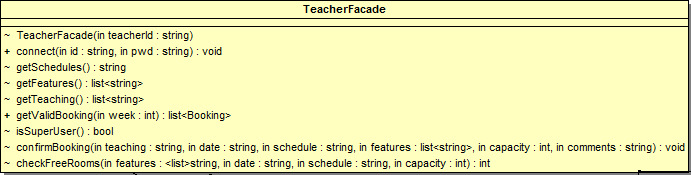 TeacherFacade
~ TeacherFacade(in teacherId : string)
+ connect(in id : string, in pwd : string) : void
~ getSchedules() : string
~ getFeatures() : list<string>
~ getTeaching() : list<string>
+ getValidBooking(in week : int) : list<Booking>
~ isSuperUser() : bool
~ confirmBooking(in teaching : string, in date : string, in schedule : string, in features : list<string>, in capacity : int, in comments : string) : void
~ checkFreeRooms(in features : <list>string, in date : string, in schedule : string, in capacity : int) : int